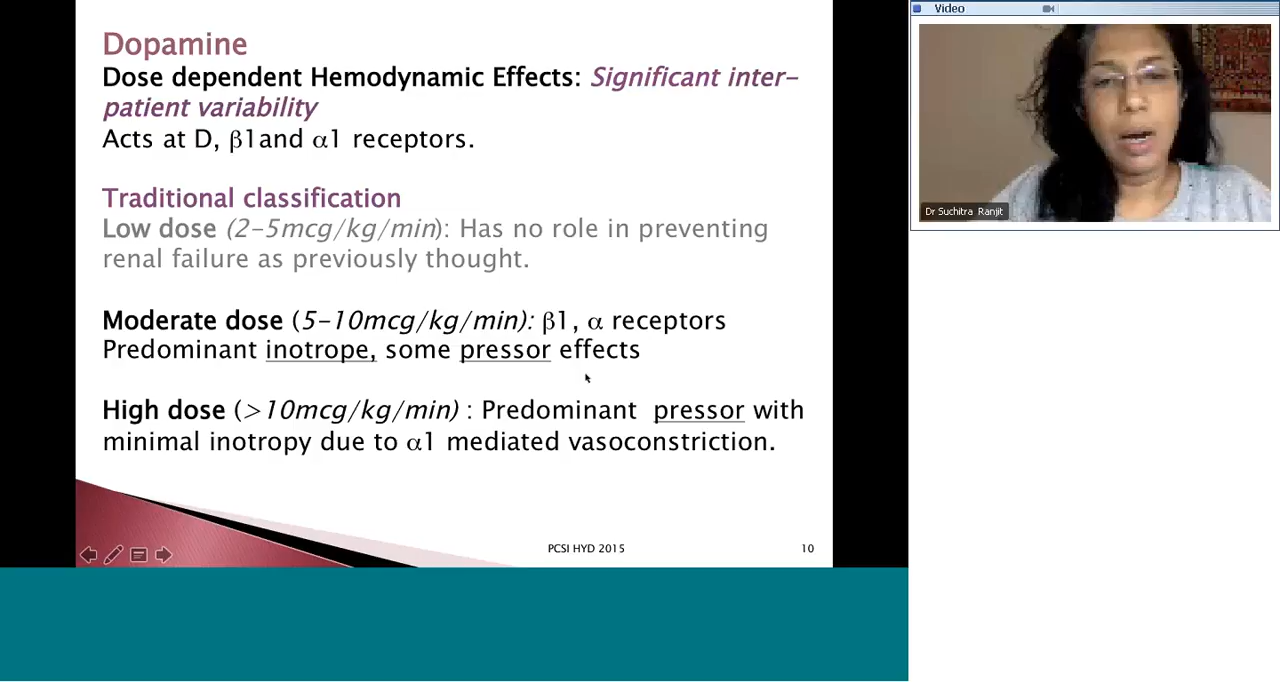 Dopamine
Dose dependent Hemodynamic Effects: Significant inter-
patient variability
Acts at D, β1and α1 receptors.
Traditional classification
Low dose (2-5mcg/kg/min): Has no role in preventing
renal failure as previously thought.
Moderate dose (5-10mcg/kg/min): β1, α receptors
Predominant inotrope, some pressor effects
High dose (>10mcg/kg/min) : Predominant pressor with
minimal inotropy due to α1 mediated vasoconstriction.
PCSI HYD 2015
10
Video
Dr Suchitra Ranjit